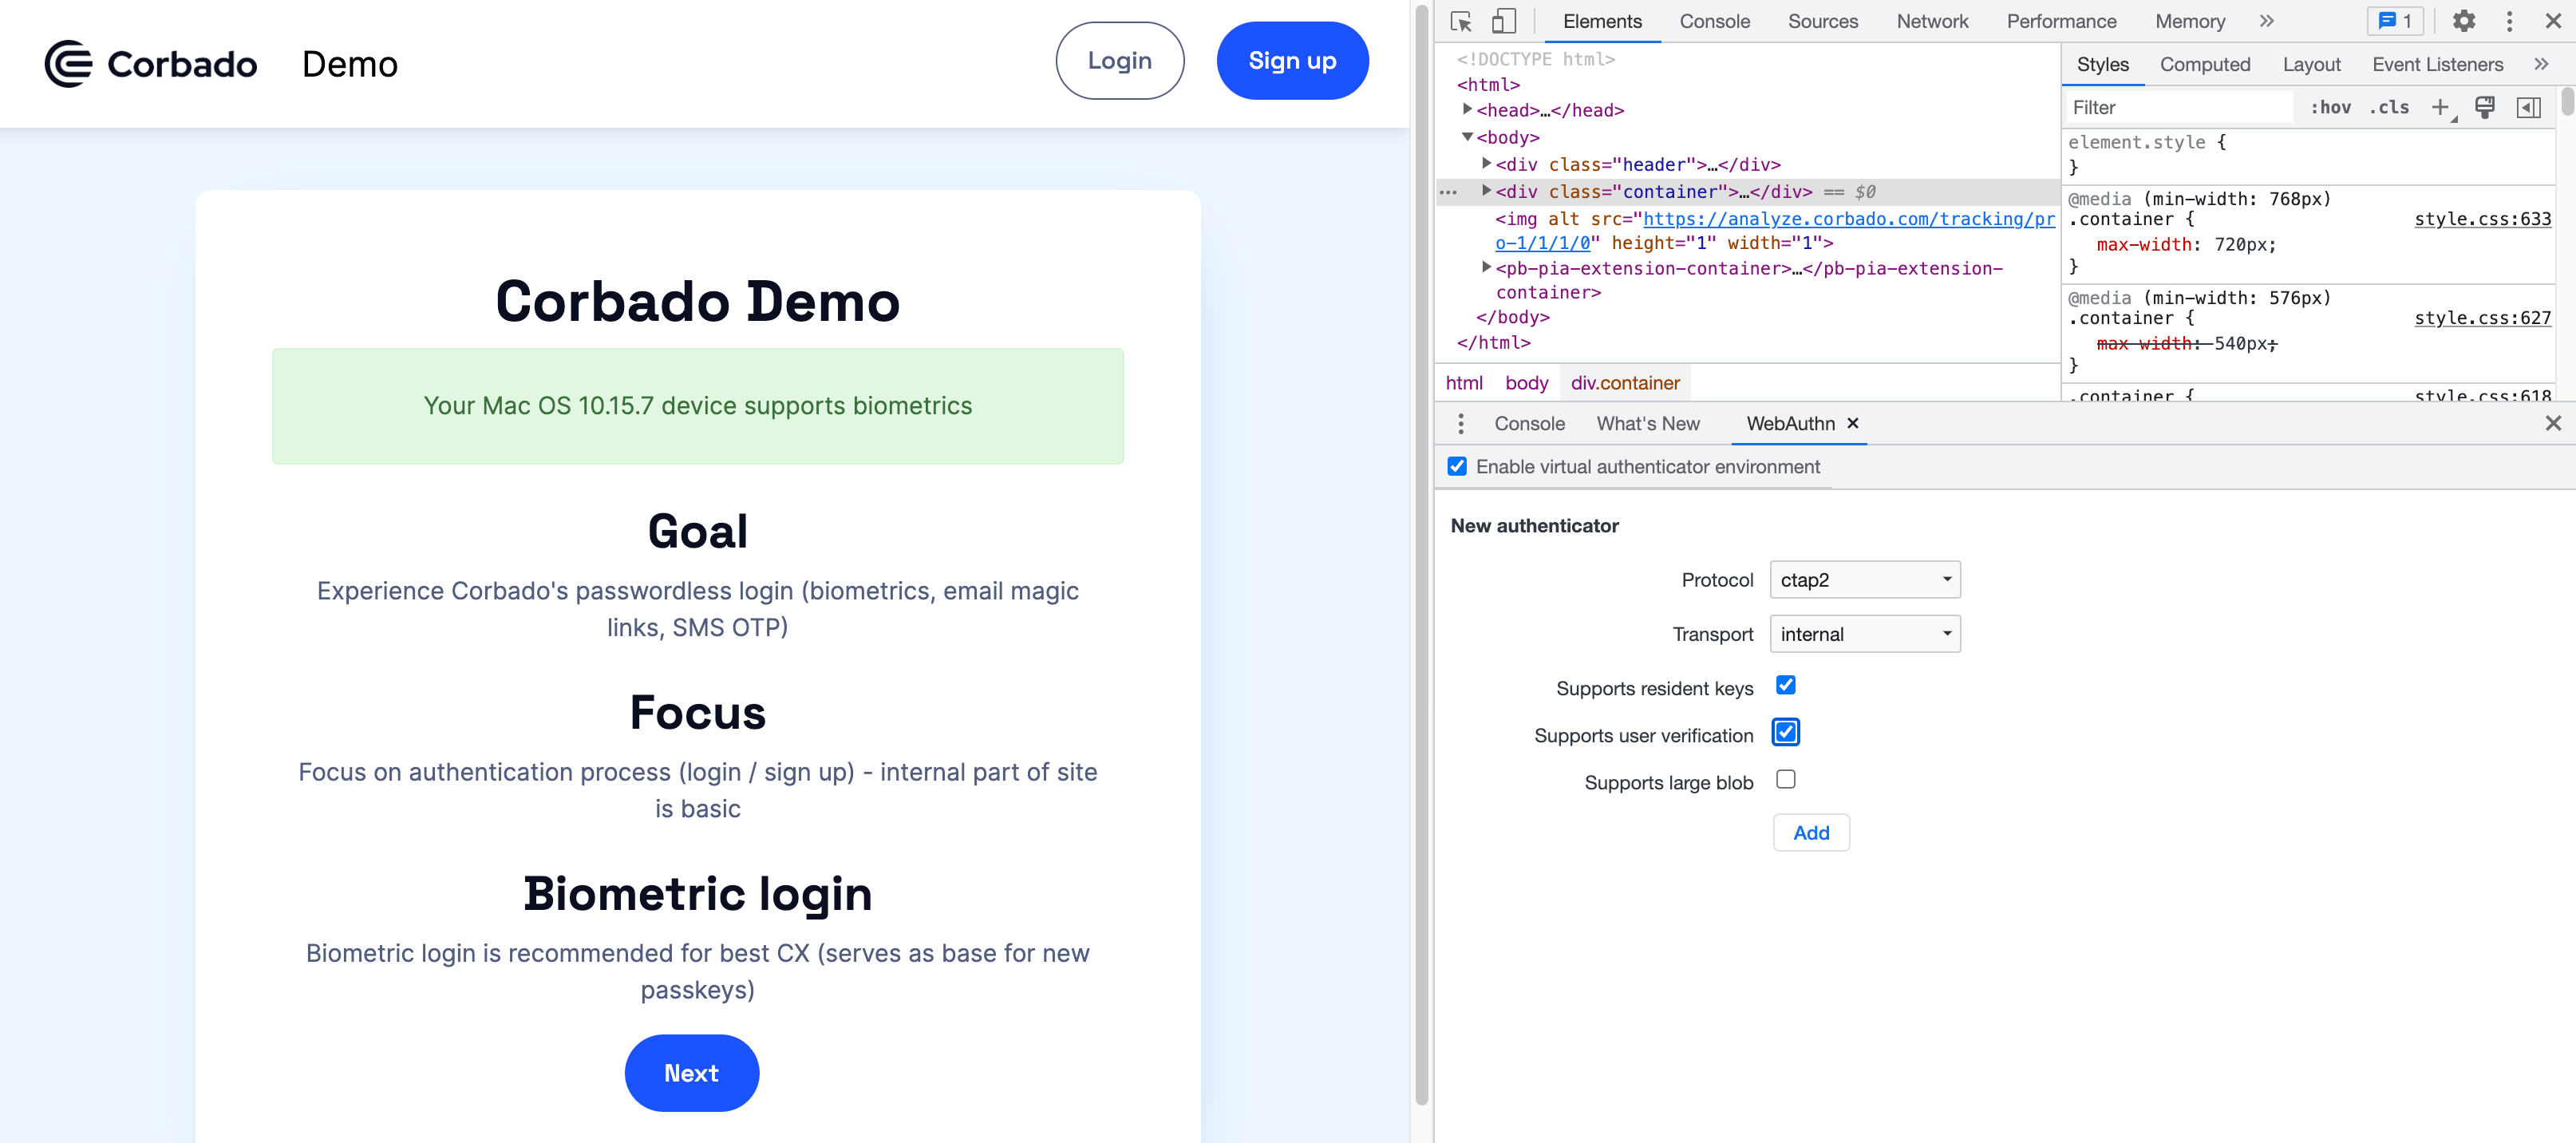 Corbado Demo
Login
Sign up
Corbado Demo
Your Mac OS 10.15.7 device supports biometrics
Goal
Experience Corbado's passwordless login (biometrics, email magic
links, SMS OTP)
Focus
Focus on authentication process (login / sign up) - internal part of site
is basic
Biometric login
Biometric login is recommended for best CX (serves as base for new
passkeys)
Next
Elements Console Sources Network Performance Memory » 1
<!DOCTYPE html>
<html>
<head>…</head>
<body>
<div class="header">…</div>
<div class="container">…</div> == $0
<img alt src="https://analyze.corbado.com/tracking/pr
o-1/1/1/0" height="1" width="1">
<pb-pia-extension-container>…</pb-pia-extension-
container>
</body>
</html>
html body div.container
Styles Computed Layout Event Listeners »
Filter :hov .cls +
element.style {
}
@media (min-width: 768px)
.container { style.css:633
max-width: 720px;
}
@media (min-width: 576px)
.container { style.css:627
max-width: 540px;
}
.container { style.css:618
Console What's New WebAuthn ×
Enable virtual authenticator environment
New authenticator
Protocol ctap2
Transport internal
Supports resident keys
Supports user verification
Supports large blob
Add